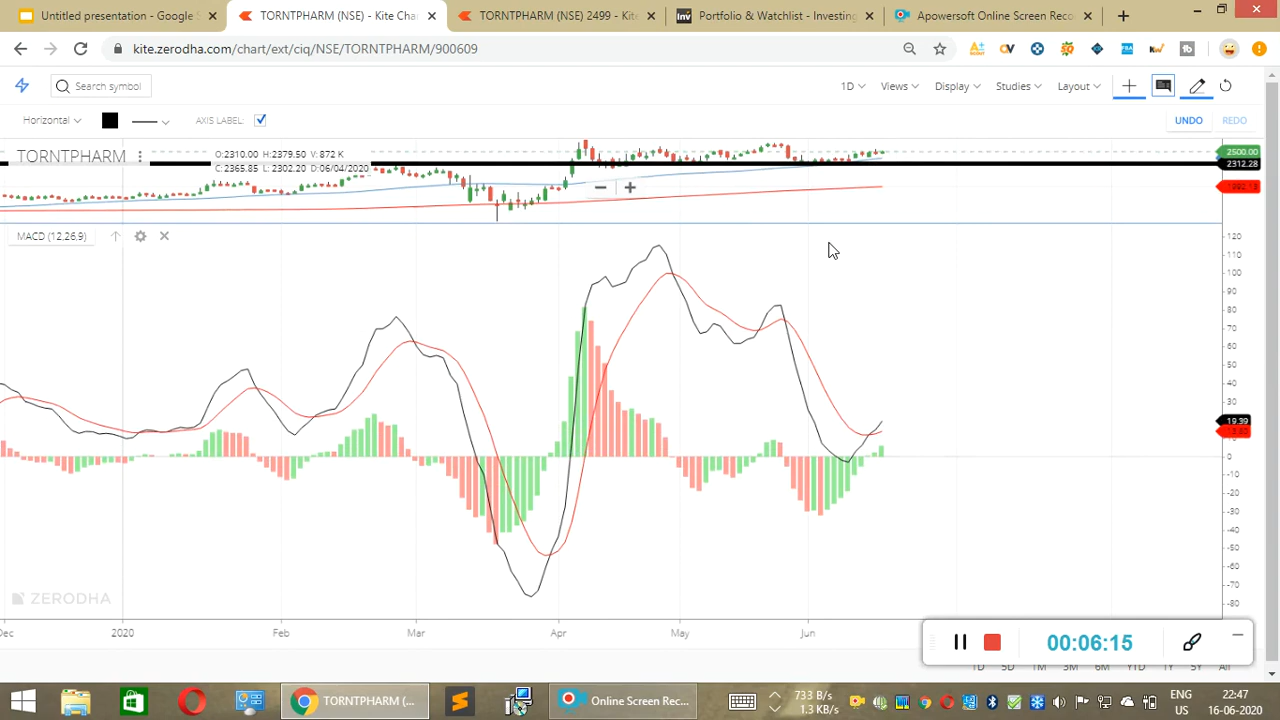 Undated presentation - Google S
TORNTPHARM (NSE) - Kite Cha
TORNTPHARM (NSE) 2499 - Kit
Portfolio & Watchlist - Investing
Apowersoft Online Screen Reco
kite.zerodha.com/chart/ext/ciq/NSE/TORNTPHARM/900609
Search symbol
1D
Views
Display
Studies
Layout
Horizontal
AXIS LABEL:
UNDO
REDO
TORNTPHARM
O:2310.00 H:2379.50 V: 872 K
C: 2365.85 L: 2302.20 D:06/04/2020
2500.00
2312.28
MACD (12,26,9)
120
110
100
90
80
70
60
50
40
30
19.39
0
-10
-20
-30
-40
-50
-60
-70
-80
ZERODHA
Dec
2020
Feb
Mar
Apr
May
Jun
00:06:15
1D
5D
1M
3M
6M
YTD
1Y
5Y
All
TORNTPHARM (...
Online Screen Rec...
733 B/s
1.3 KB/s
ENG
US
22:47
16-06-2020